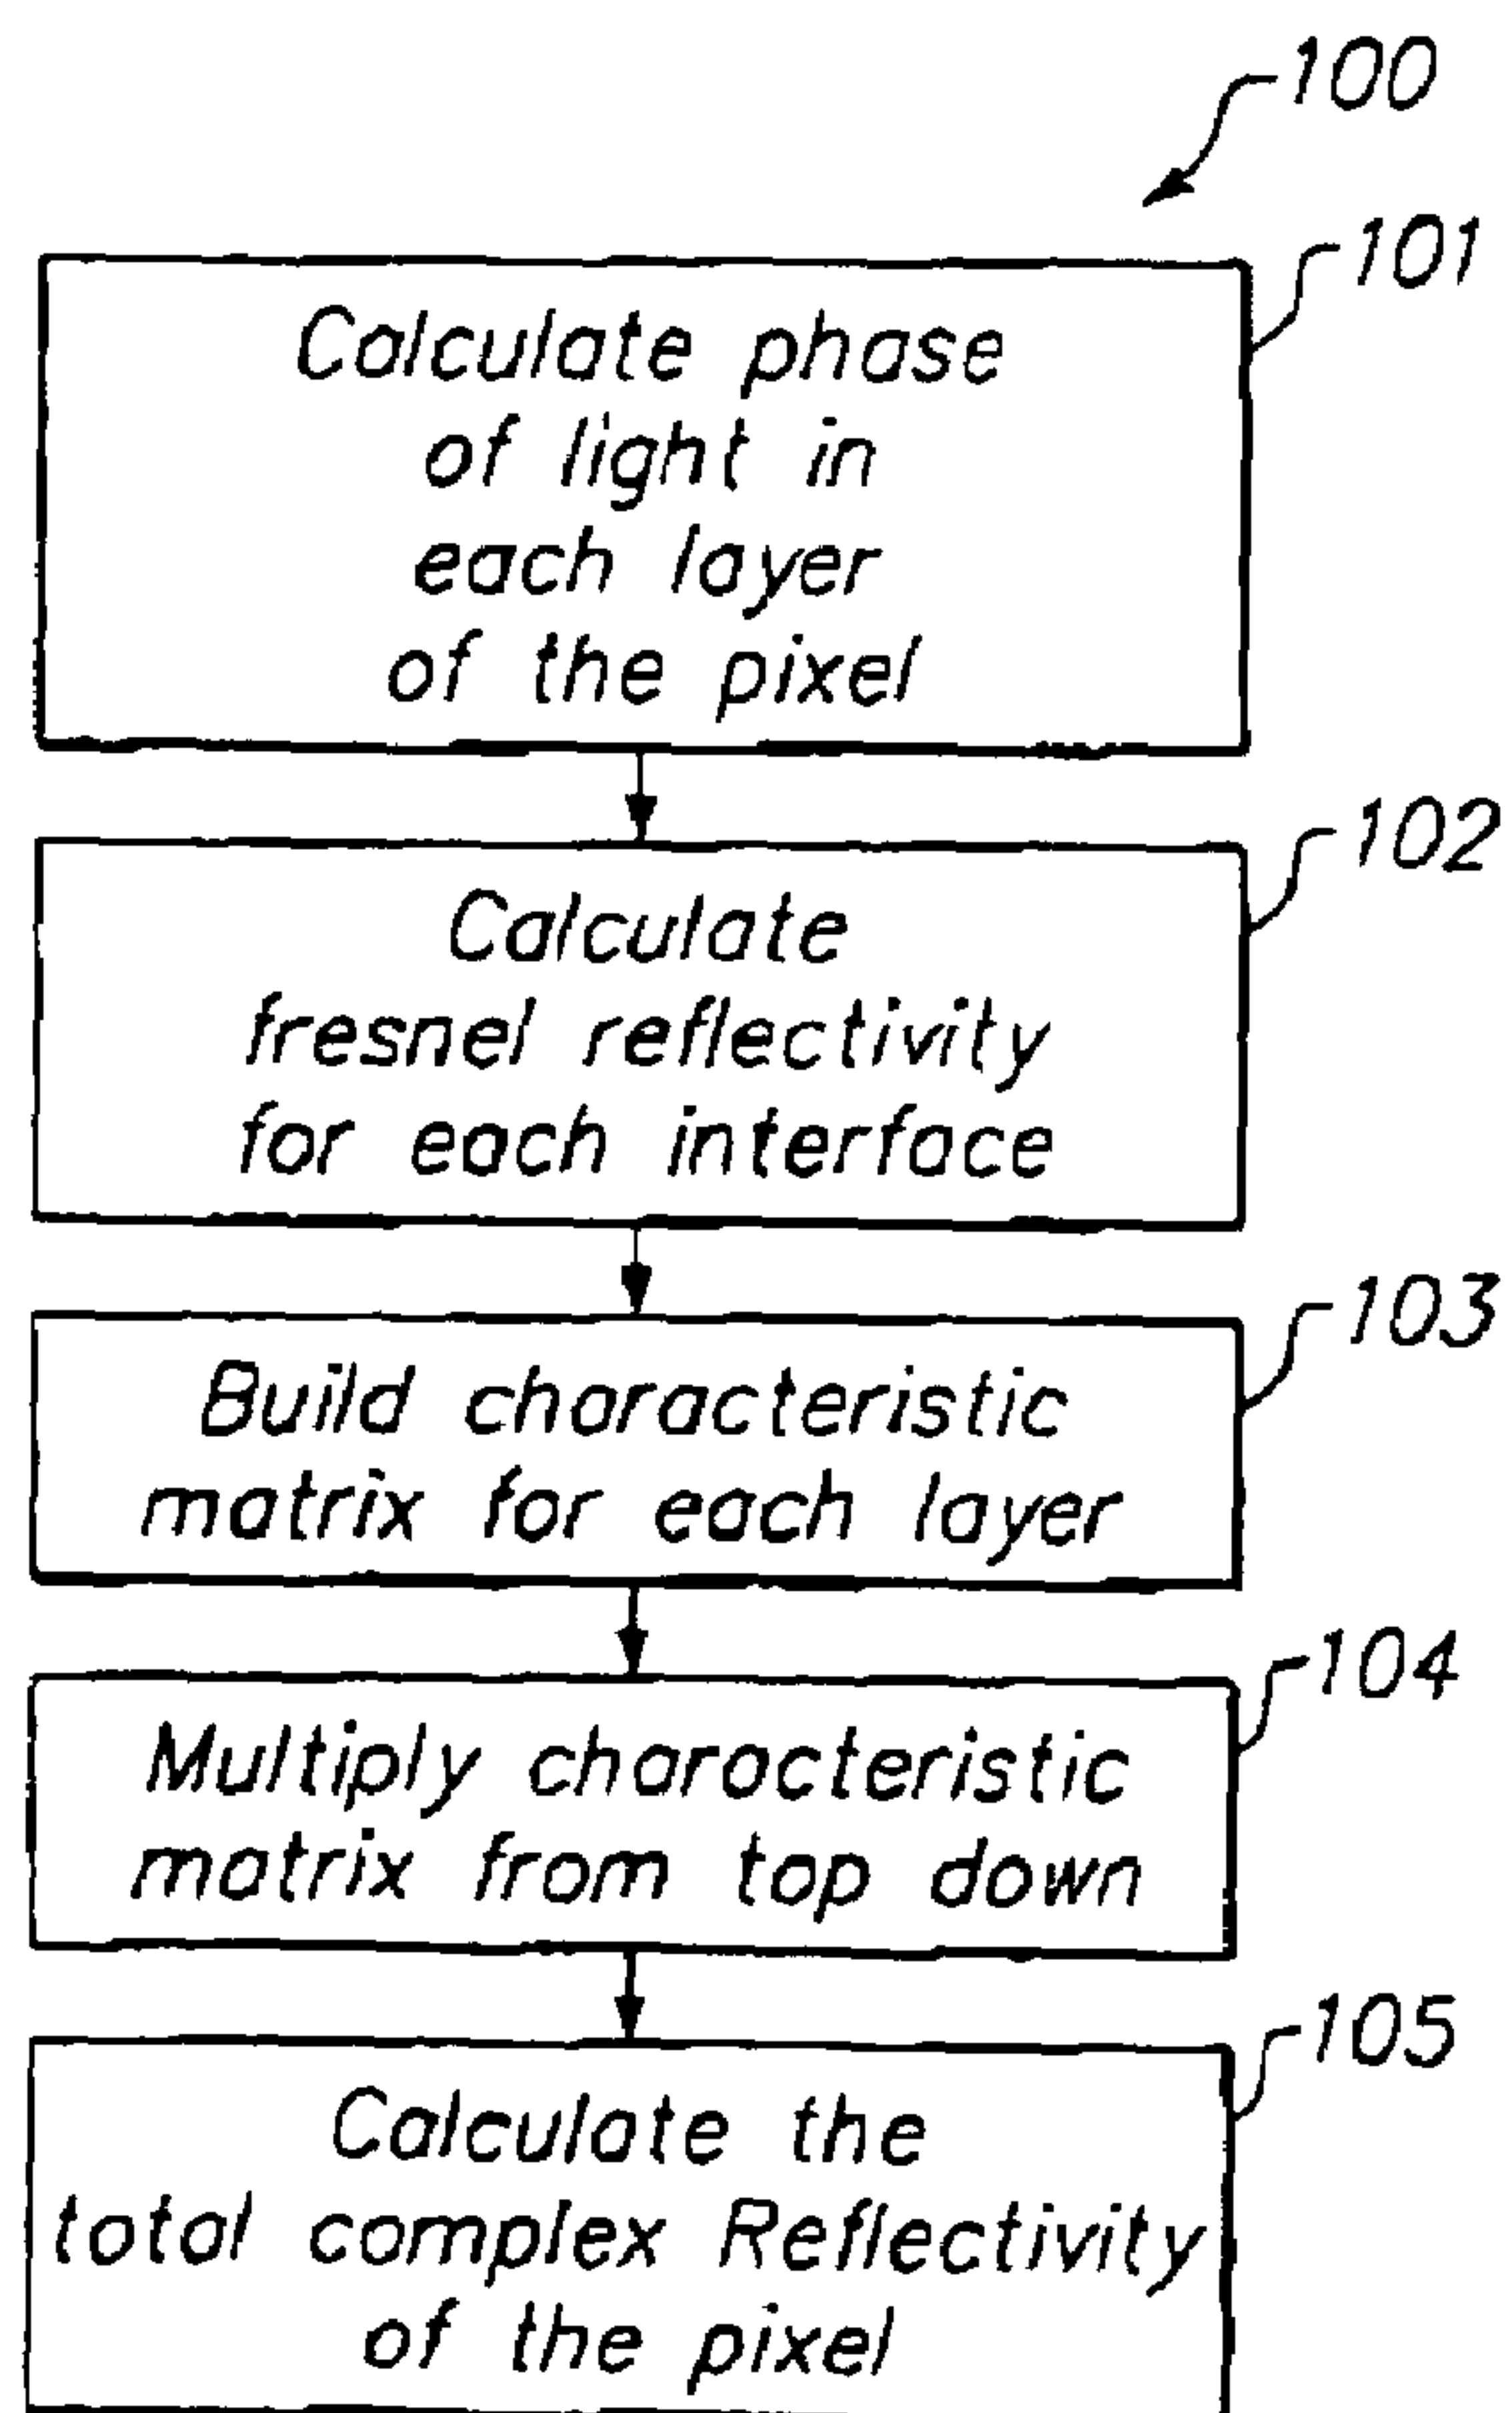 100
101
Calculate phase
of light in
each layer
of the pixel
102
Calculate
fresnel reflectivity
for each interface
103
Build characteristic
matrix for each layer
104
Multiply characteristic
matrix from top down
105
Calculate the
total complex Reflectivity
of the pixel